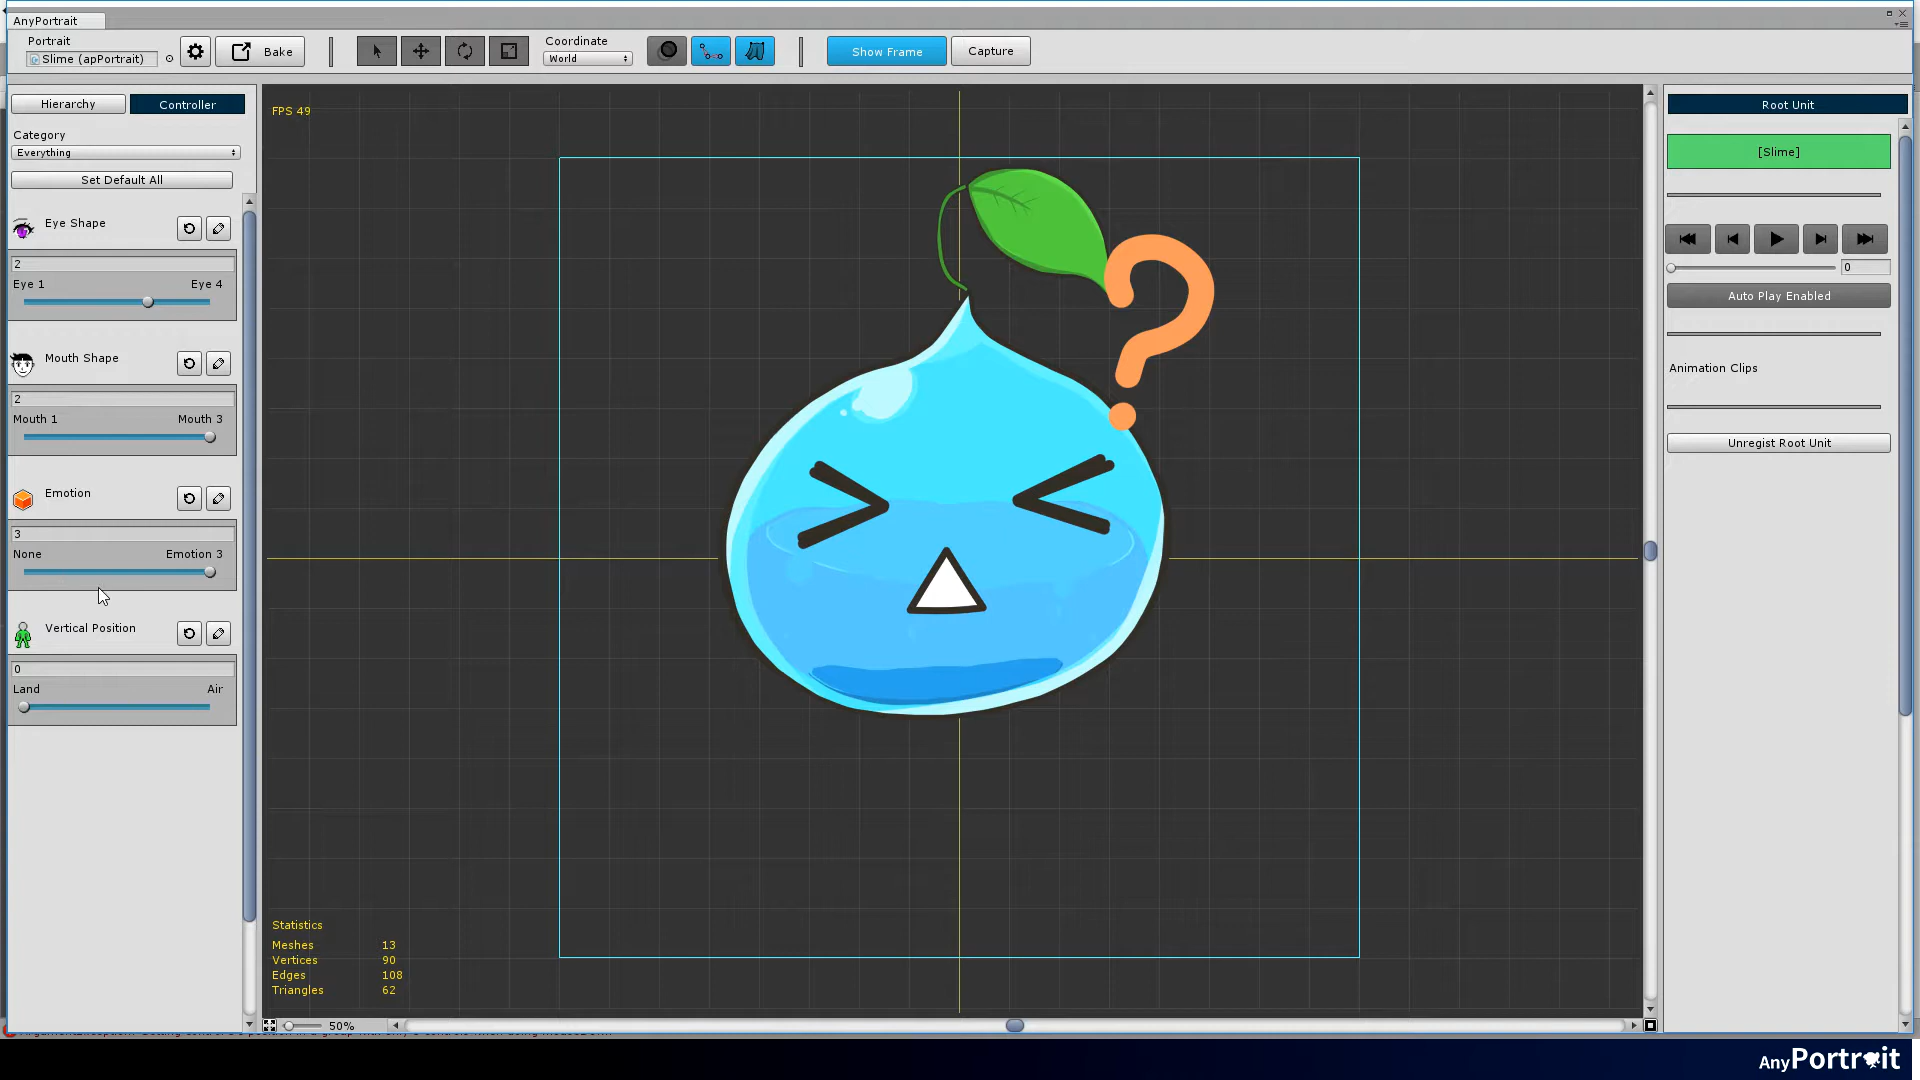 AnyPortrait
Portrait
Slime (apPortrait)
Bake
Coordinate
World
Show Frame
Capture
Hierarchy
Controller
Category
Everything
Set Default All
Eye Shape
2
Eye 1
Eye 4
Mouth Shape
2
Mouth 1
Mouth 3
Emotion
3
None
Emotion 3
Vertical Position
0
Land
Air
FPS 49
?
Statistics
Meshes 13
Vertices 90
Edges 108
Triangles 62
50%
Root Unit
[Slime]
0
Auto Play Enabled
Animation Clips
Unregist Root Unit
AnyPortrait